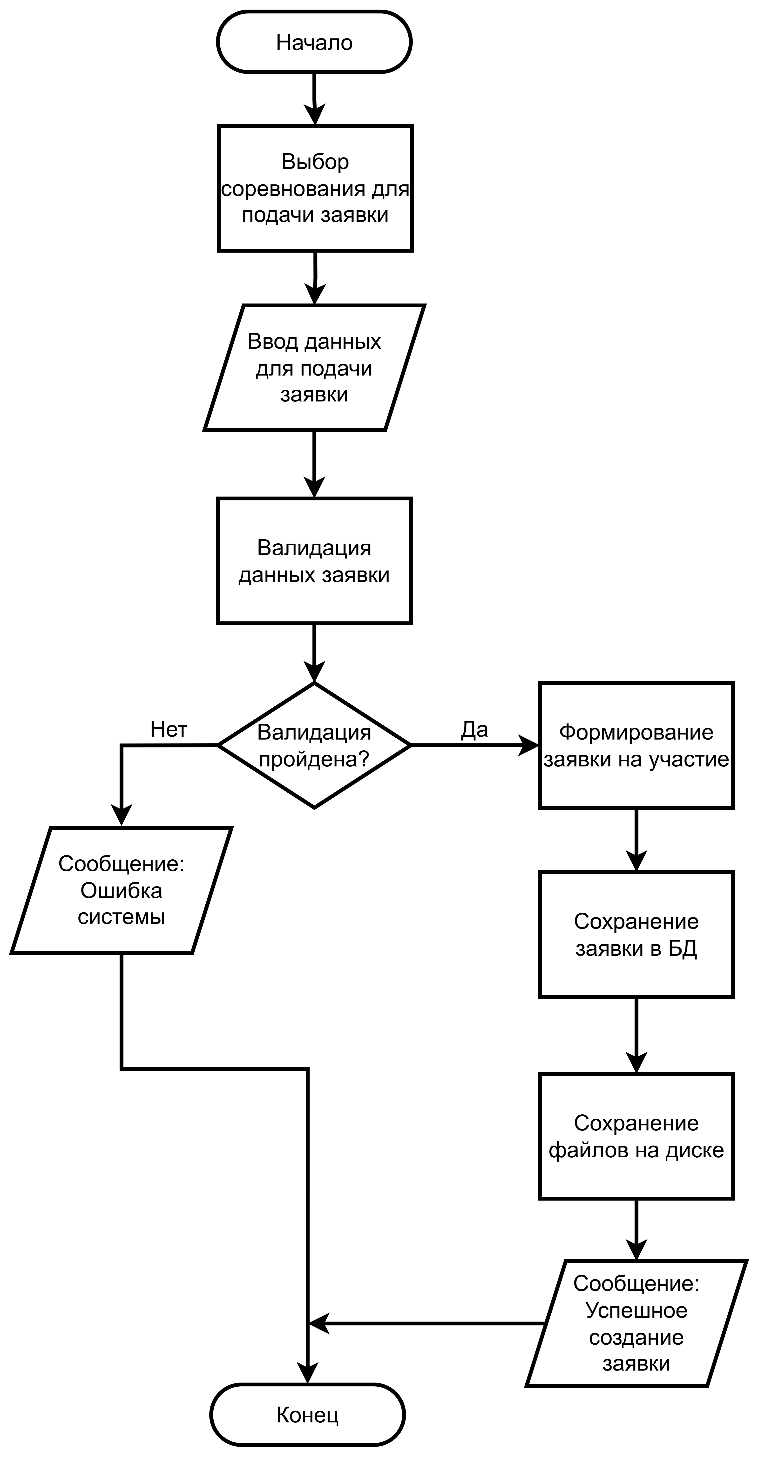 Начало
Выбор
соревнования для
подачи заявки
Ввод данных
для подачи
заявки
Валидация
данных заявки
Валидация
пройдена?
Нет
Да
Формирование
заявки на участие
Сообщение:
Ошибка
системы
Сохранение
заявки в БД
Сохранение
файлов на диске
Сообщение:
Успешное
создание
заявки
Конец